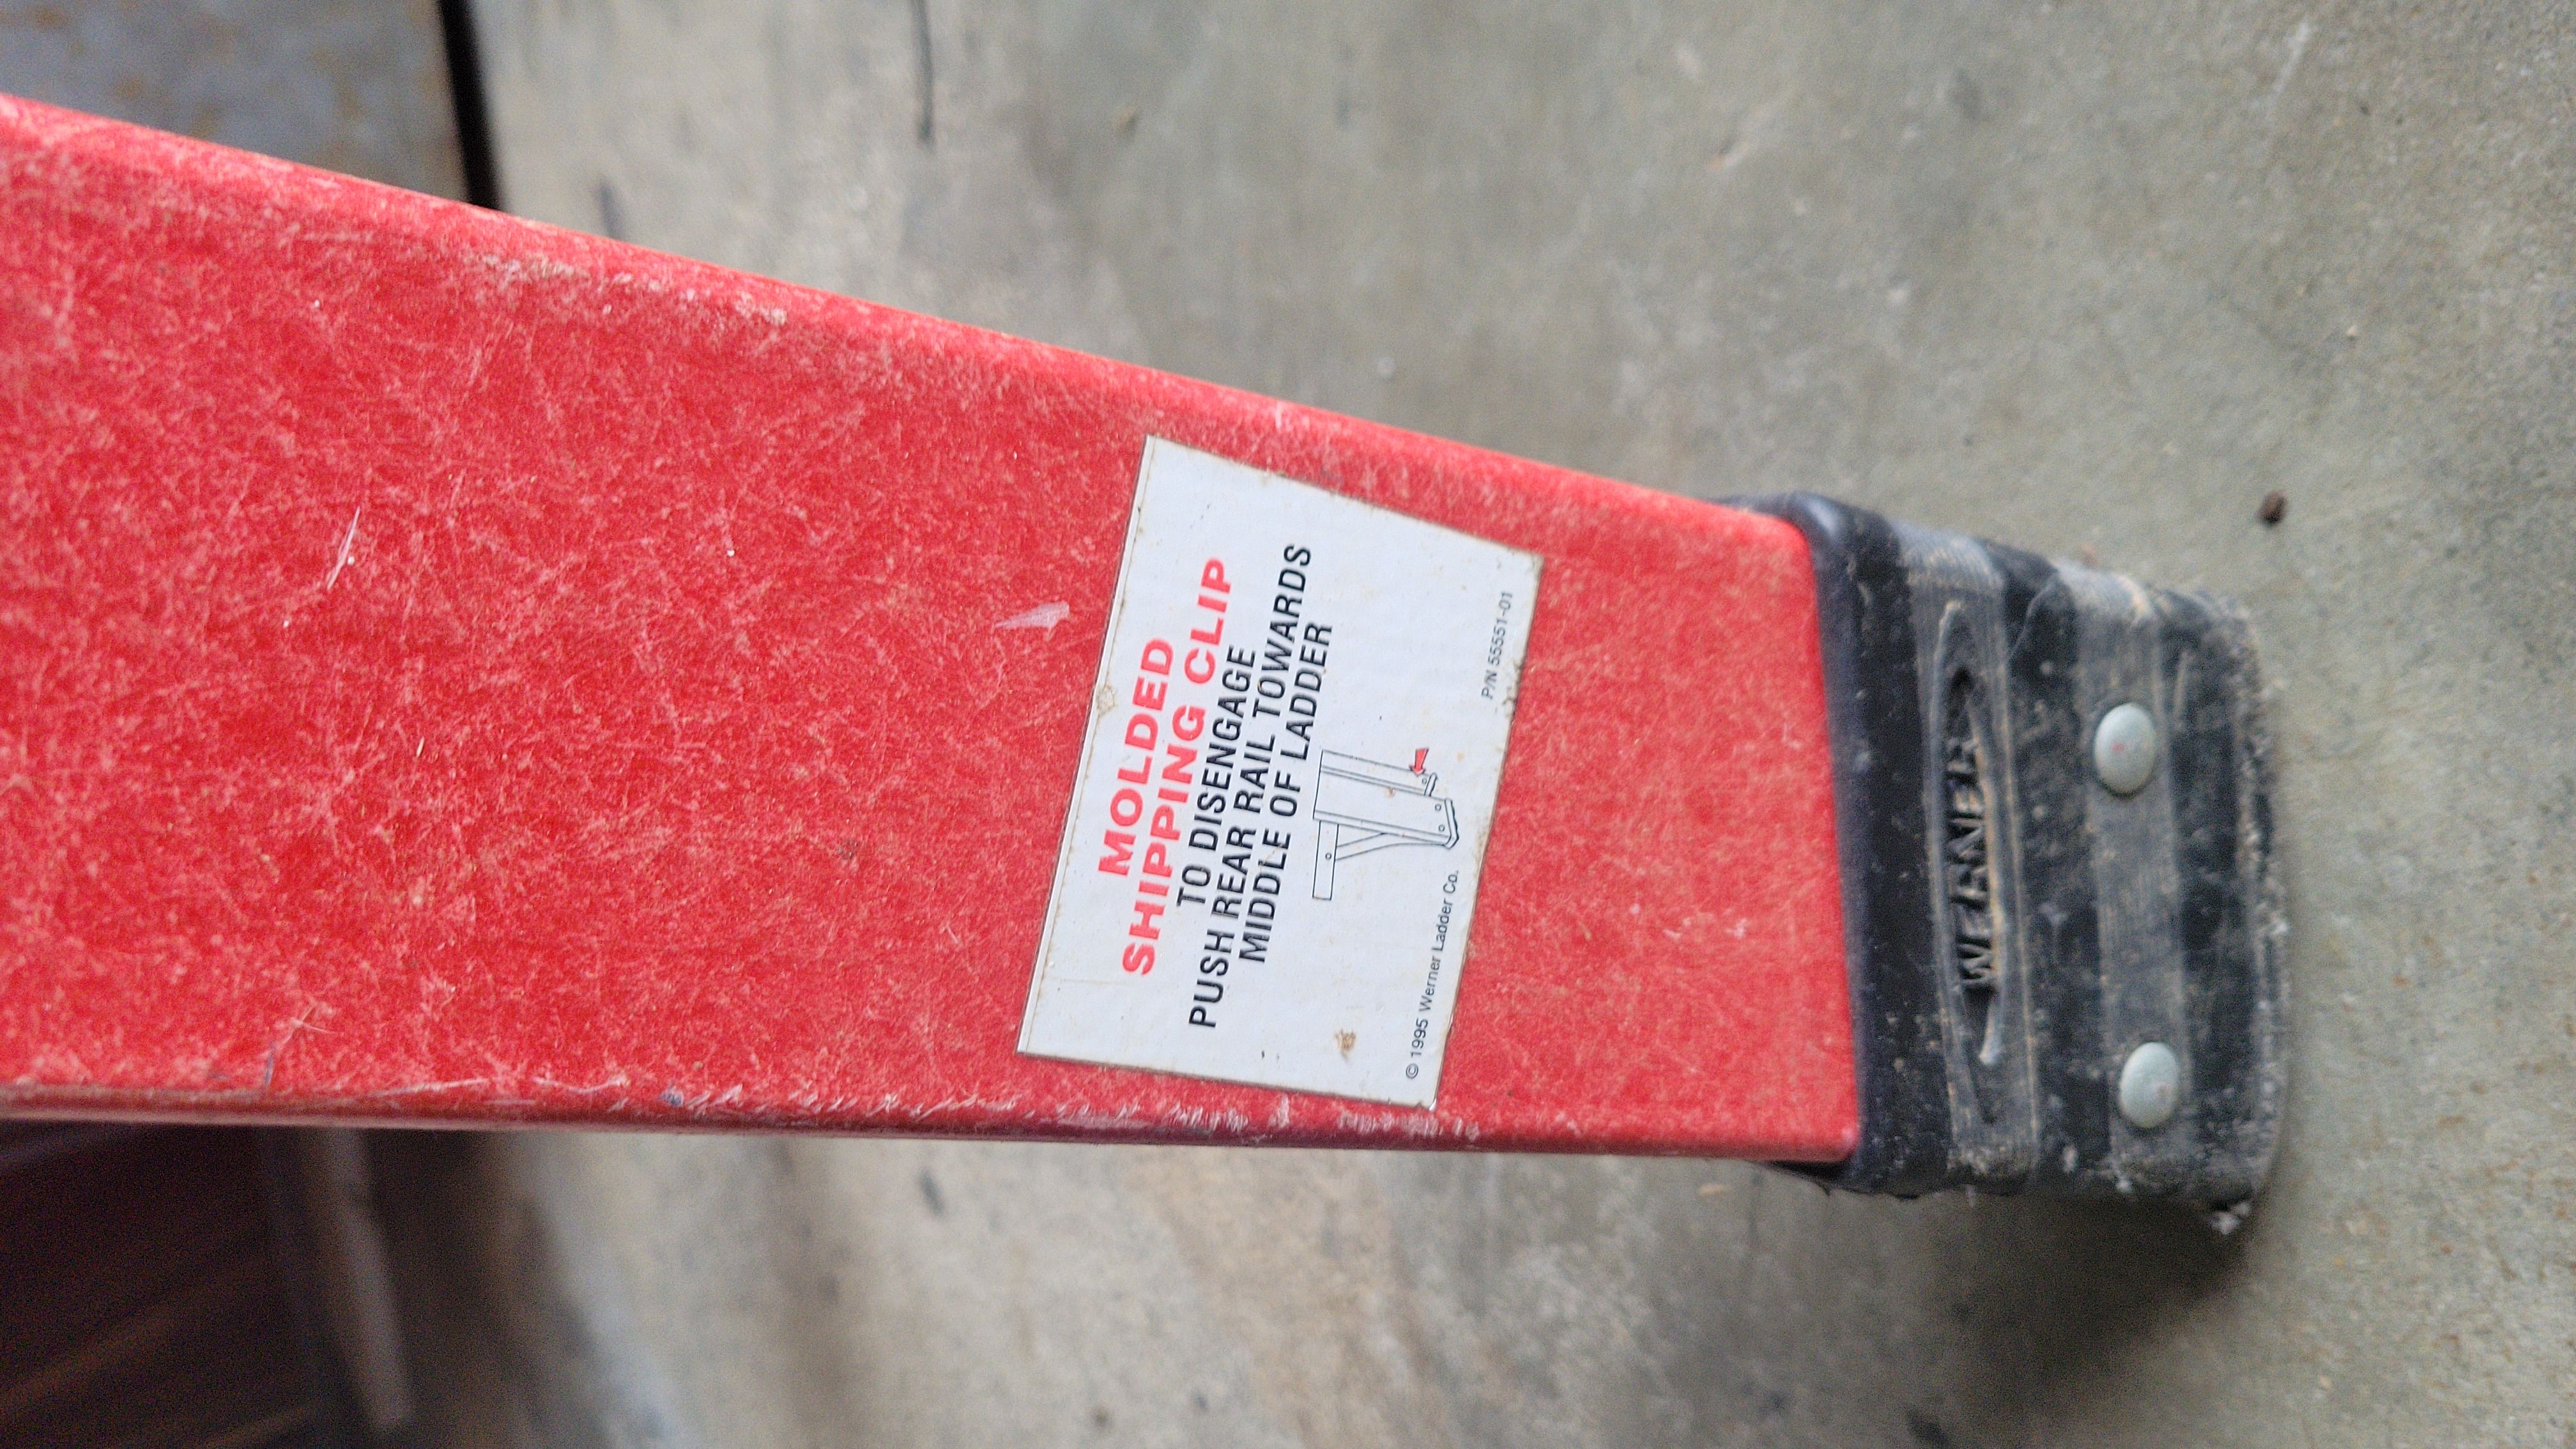 MOLDED
SHIPPING CLIP
TO DISENGAGE
PUSH REAR RAIL TOWARDS
MIDDLE OF LADDER
© 1995 Werner Ladder Co.
P/N 55551-01
WERNER